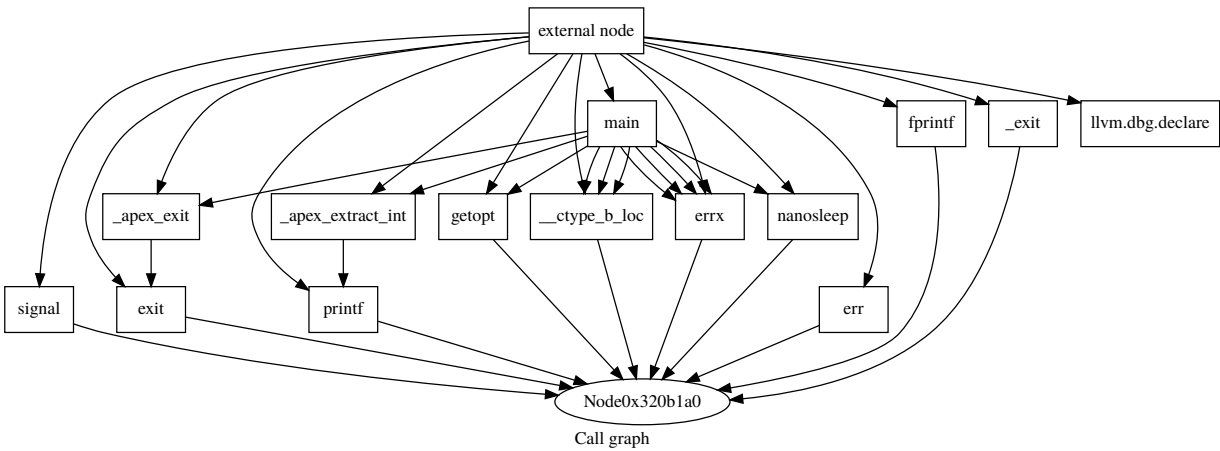 external node
main
fprintf
_exit
llvm.dbg.declare
_apex_exit
_apex_extract_int
getopt
__ctype_b_loc
errx
nanosleep
signal
exit
printf
err
Node0x320b1a0
Call graph